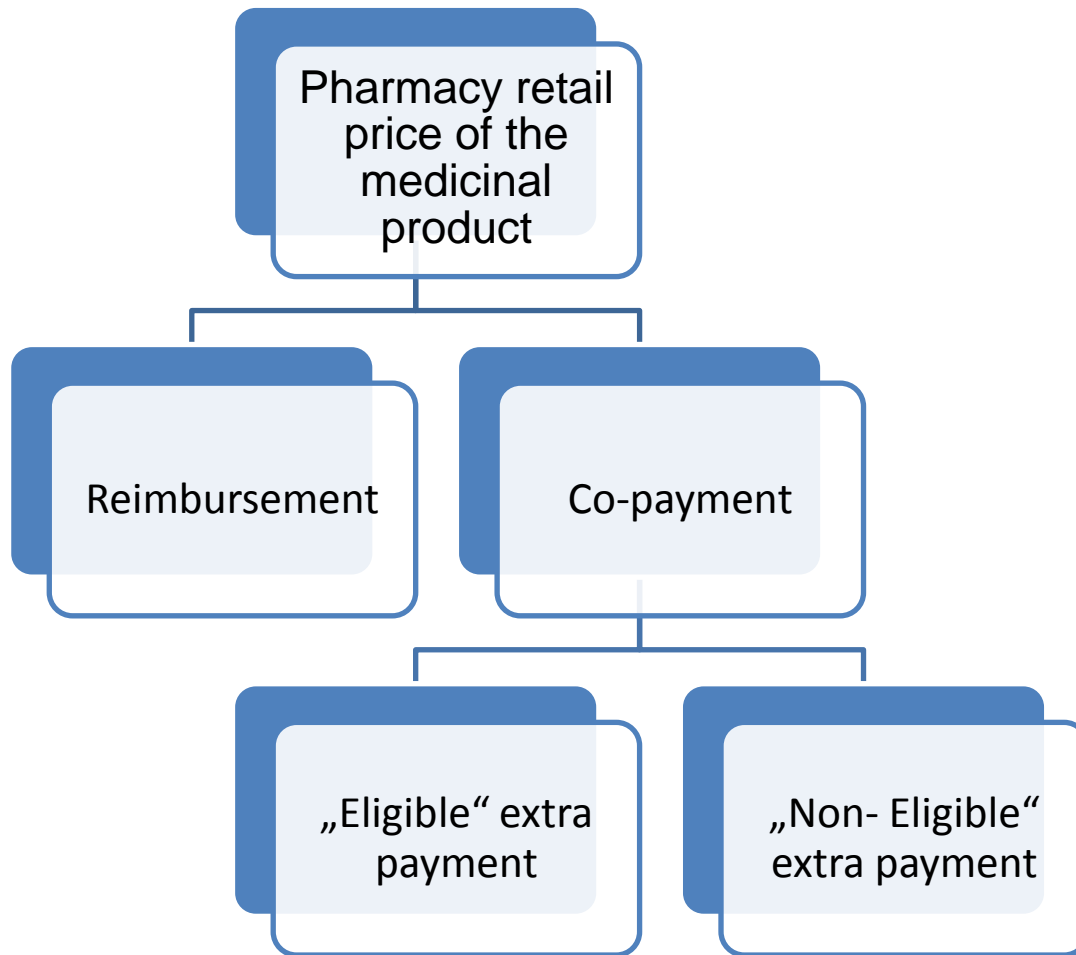 Pharmacy retail
price of the
medicinal
product
Reimbursement
Co-payment
„Eligible“ extra
payment
„Non- Eligible“
extra payment